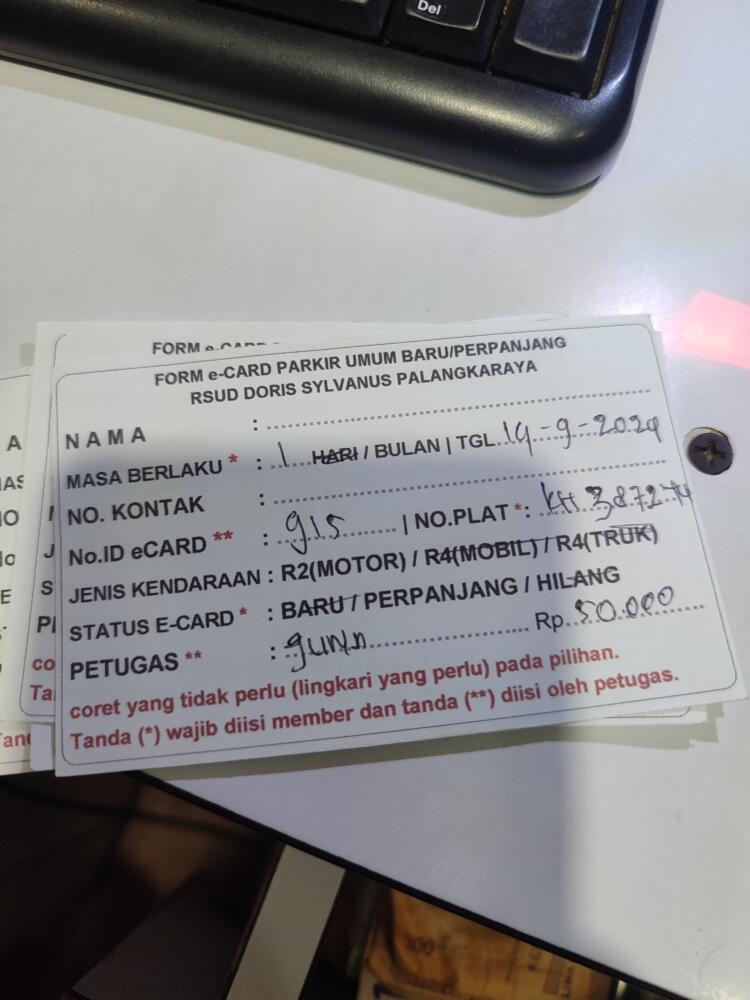 Del
FORM e-CARD
FORM e-CARD PARKIR UMUM BARU/PERPANJANG
RSUD DORIS SYLVANUS PALANGKARAYA
NAMA :
MASA BERLAKU * : 1 HARI / BULAN | TGL. 19-9-2024
NO. KONTAK :
No.ID eCARD ** : 915 | NO.PLAT *: KH 3872
JENIS KENDARAAN : R2(MOTOR) / R4(MOBIL) / R4(TRUK)
STATUS E-CARD * : BARU / PERPANJANG / HILANG
PETUGAS ** : Rp. 50.000
coret yang tidak perlu (lingkari yang perlu) pada pilihan.
Tanda (*) wajib diisi member dan tanda (**) diisi oleh petugas.